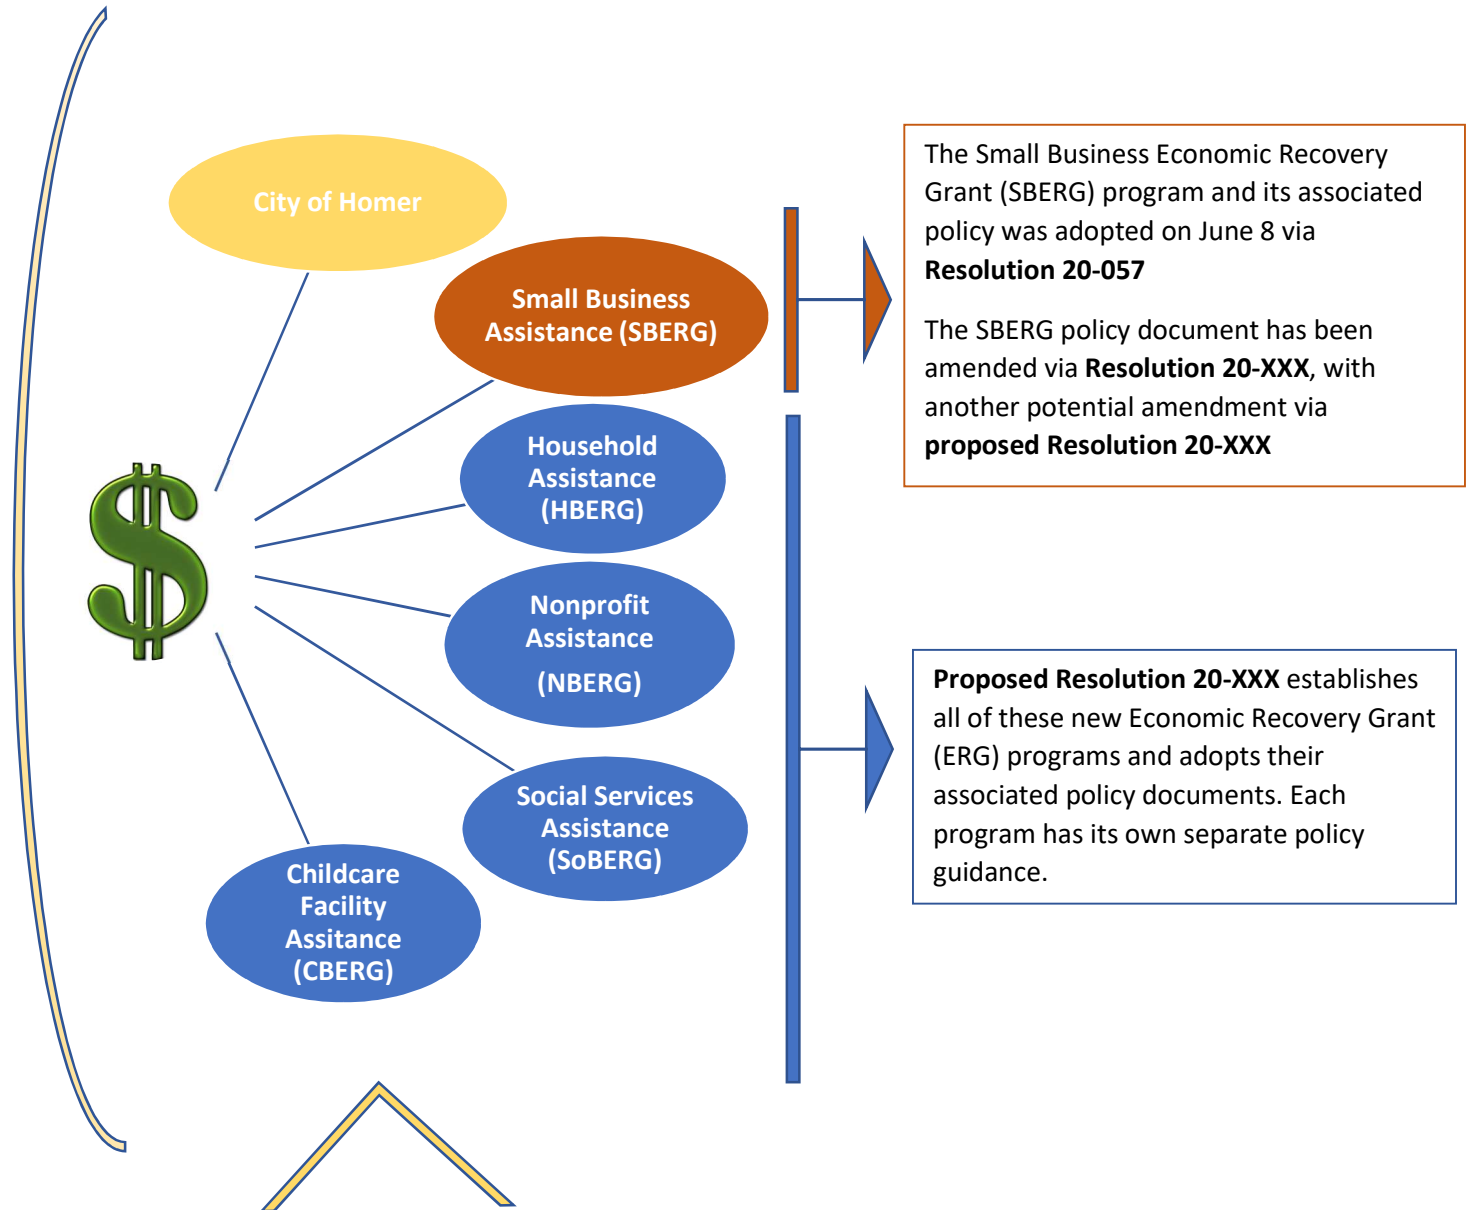 City of Homer
Small Business
Assistance (SBERG)
Household
Assistance
(HBERG)
Nonprofit
Assistance
(NBERG)
Social Services
Assistance
(SoBERG)
Childcare
Facility
Assitance
(CBERG)
The Small Business Economic Recovery
Grant (SBERG) program and its associated
policy was adopted on June 8 via
Resolution 20-057
The SBERG policy document has been
amended via Resolution 20-XXX, with
another potential amendment via
proposed Resolution 20-XXX
Proposed Resolution 20-XXX establishes
all of these new Economic Recovery Grant
(ERG) programs and adopts their
associated policy documents. Each
program has its own separate policy
guidance.